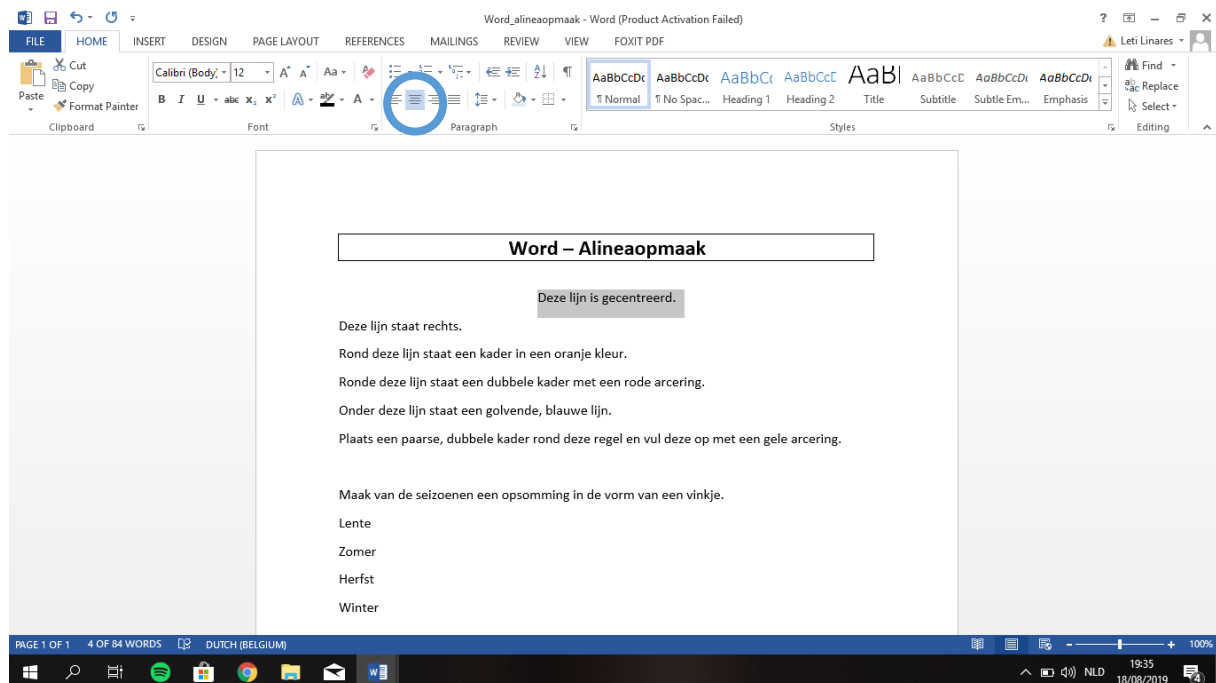 Word_alineaopmaak - Word (Product Activation Failed)
FILE HOME INSERT DESIGN PAGE LAYOUT REFERENCES MAILINGS REVIEW VIEW FOXIT PDF Leti Linares
Paste
Cut
Copy
Format Painter
Clipboard
Calibri (Body) 12
Font
Paragraph
AaBbCcDc AaBbCcDc AaBbC AaBbCcE AaB AaBbCcD AaBbCcDt AaBbCcDt
¶ Normal ¶ No Spac... Heading 1 Heading 2 Title Subtitle Subtle Em... Emphasis
Styles
Find
Replace
Select
Editing
Word – Alineaopmaak
Deze lijn is gecentreerd.
Deze lijn staat rechts.
Rond deze lijn staat een kader in een oranje kleur.
Ronde deze lijn staat een dubbele kader met een rode arcering.
Onder deze lijn staat een golvende, blauwe lijn.
Plaats een paarse, dubbele kader rond deze regel en vul deze op met een gele arcering.
Maak van de seizoenen een opsomming in de vorm van een vinkje.
Lente
Zomer
Herfst
Winter
PAGE 1 OF 1 4 OF 84 WORDS DUTCH (BELGIUM) 100%
NLD
19:35
18/08/2019